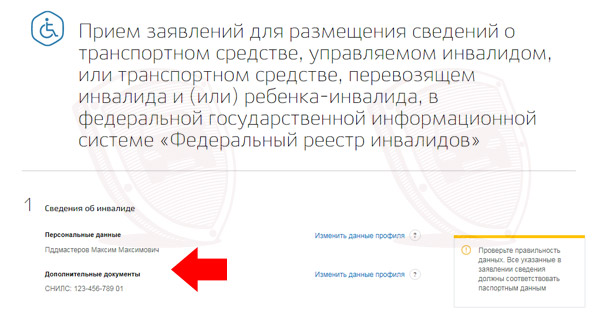 Прием заявлений для размещения сведений о
транспортном средстве, управляемом инвалидом,
или транспортном средстве, перевозящем
инвалида и (или) ребенка-инвалида, в
федеральной государственной информационной
системе «Федеральный реестр инвалидов»
1 Сведения об инвалиде
Персональные данные Изменить данные профиля ?
Пддмастеров Максим Максимович
Дополнительные документы Изменить данные профиля ?
СНИЛС: 123-456-789 01
Проверьте правильность
данных. Все указанные в
заявлении сведения
должны соответствовать
паспортным данным